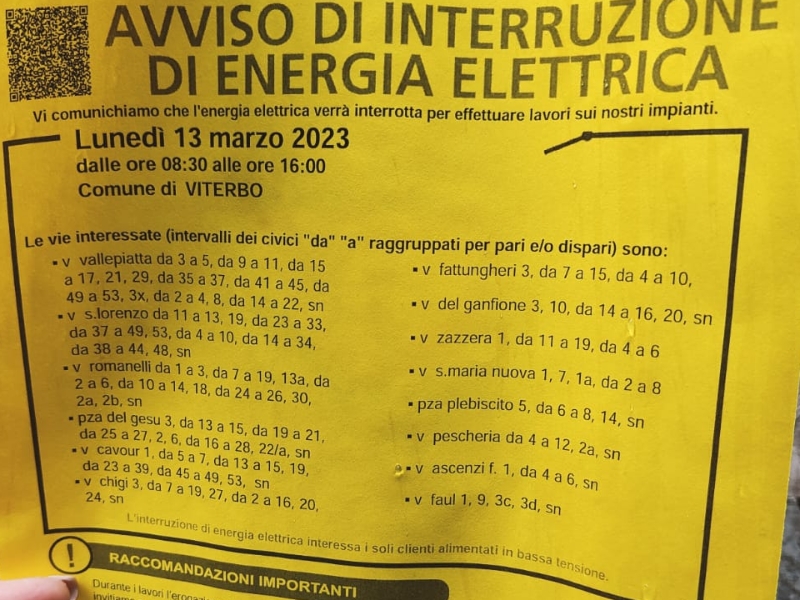 AVVISO DI INTERRUZIONE
DI ENERGIA ELETTRICA
Vi comunichiamo che l'energia elettrica verrà interrotta per effettuare lavori sui nostri impianti.
Lunedì 13 marzo 2023
dalle ore 08:30 alle ore 16:00
Comune di VITERBO
Le vie interessate (intervalli dei civici "da" "a" raggruppati per pari e/o dispari) sono:
▪ v vallepiatta da 3 a 5, da 9 a 11, da 15
a 17, 21, 29, da 35 a 37, da 41 a 45, da
49 a 53, 3x, da 2 a 4, 8, da 14 a 22, sn
▪ v s.lorenzo da 11 a 13, 19, da 23 a 33,
da 37 a 49, 53, da 4 a 10, da 14 a 34,
da 38 a 44, 48, sn
▪ v romanelli da 1 a 3, da 7 a 19, 13a, da
2 a 6, da 10 a 14, 18, da 24 a 26, 30,
2a, 2b, sn
▪ pza del gesu 3, da 13 a 15, da 19 a 21,
da 25 a 27, 2, 6, da 16 a 28, 22/a, sn
▪ v cavour 1, da 5 a 7, da 13 a 15, 19,
da 23 a 39, da 45 a 49, 53, sn
▪ v chigi 3, da 7 a 19, 27, da 2 a 16, 20,
24, sn
▪ v fattungheri 3, da 7 a 15, da 4 a 10,
▪ v del ganfione 3, 10, da 14 a 16, 20, sn
▪ v zazzera 1, da 11 a 19, da 4 a 6
▪ v s.maria nuova 1, 7, 1a, da 2 a 8
▪ pza plebiscito 5, da 6 a 8, 14, sn
▪ v pescheria da 4 a 12, 2a, sn
▪ v ascenzi f. 1, da 4 a 6, sn
▪ v faul 1, 9, 3c, 3d, sn
L'interruzione di energia elettrica interessa i soli clienti alimentati in bassa tensione.
! RACCOMANDAZIONI IMPORTANTI
Durante i lavori